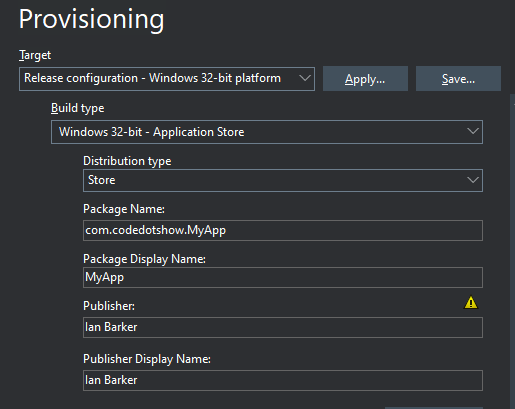 Provisioning
Target
Release configuration - Windows 32-bit platform
Apply...
Save...
Build type
Windows 32-bit - Application Store
Distribution type
Store
Package Name:
com.codedotshow.MyApp
Package Display Name:
MyApp
Publisher:
Ian Barker
Publisher Display Name:
Ian Barker